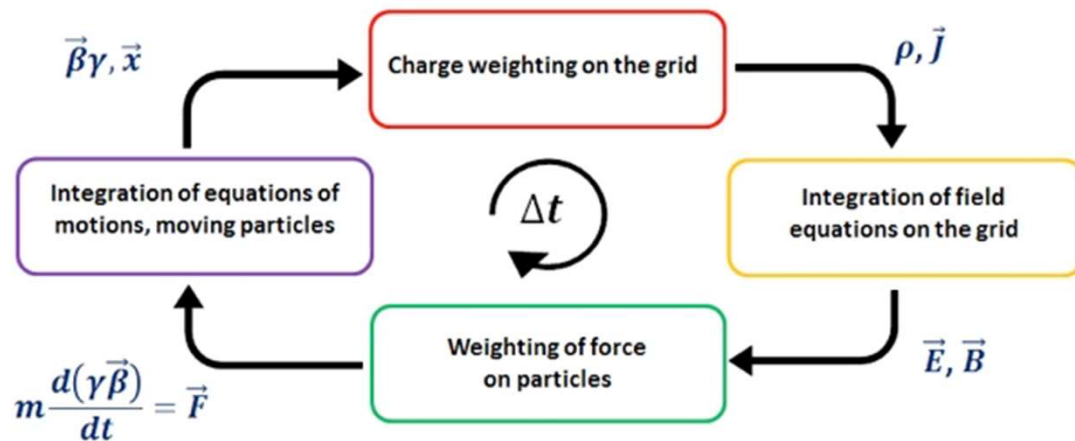 β⃗γ, x⃗
Charge weighting on the grid
ρ, J⃗
Integration of equations of
motions, moving particles
Δt
Integration of field
equations on the grid
Weighting of force
on particles
E⃗, B⃗
m d(γβ⃗)/dt = F⃗